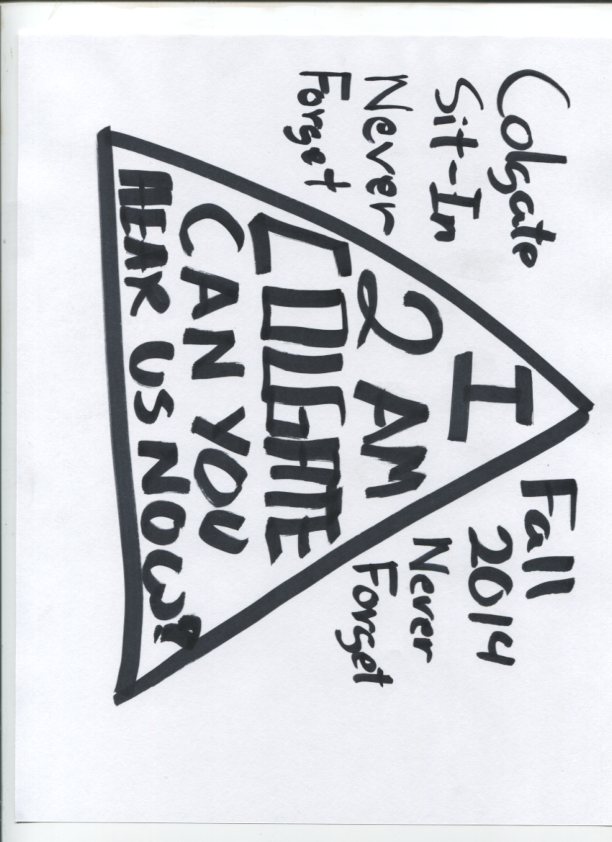 Colgate
Sit-In
Never
Forget
I
2 AM
COLGATE
CAN YOU
HEAR US NOW?
Fall
2014
Never
Forget